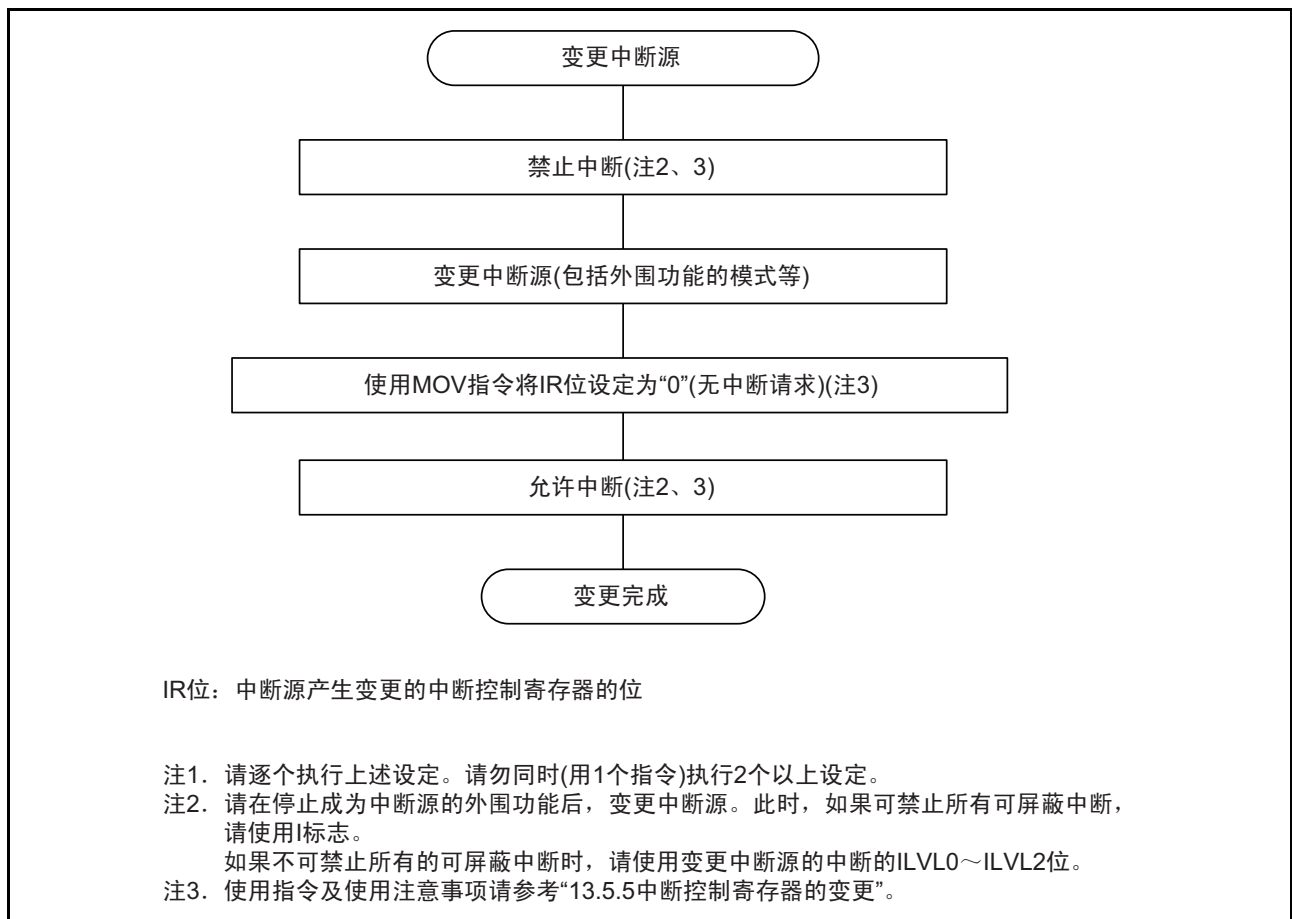 变更中断源
禁止中断(注2、3)
变更中断源(包括外围功能的模式等)
使用MOV指令将IR位设定为“0”(无中断请求)(注3)
允许中断(注2、3)
变更完成
IR位：中断源产生变更的中断控制寄存器的位
注1．请逐个执行上述设定。请勿同时(用1个指令)执行2个以上设定。
注2．请在停止成为中断源的外围功能后，变更中断源。此时，如果可禁止所有可屏蔽中断，
请使用I标志。
如果不可禁止所有的可屏蔽中断时，请使用变更中断源的中断的ILVL0～ILVL2位。
注3．使用指令及使用注意事项请参考“13.5.5中断控制寄存器的变更”。